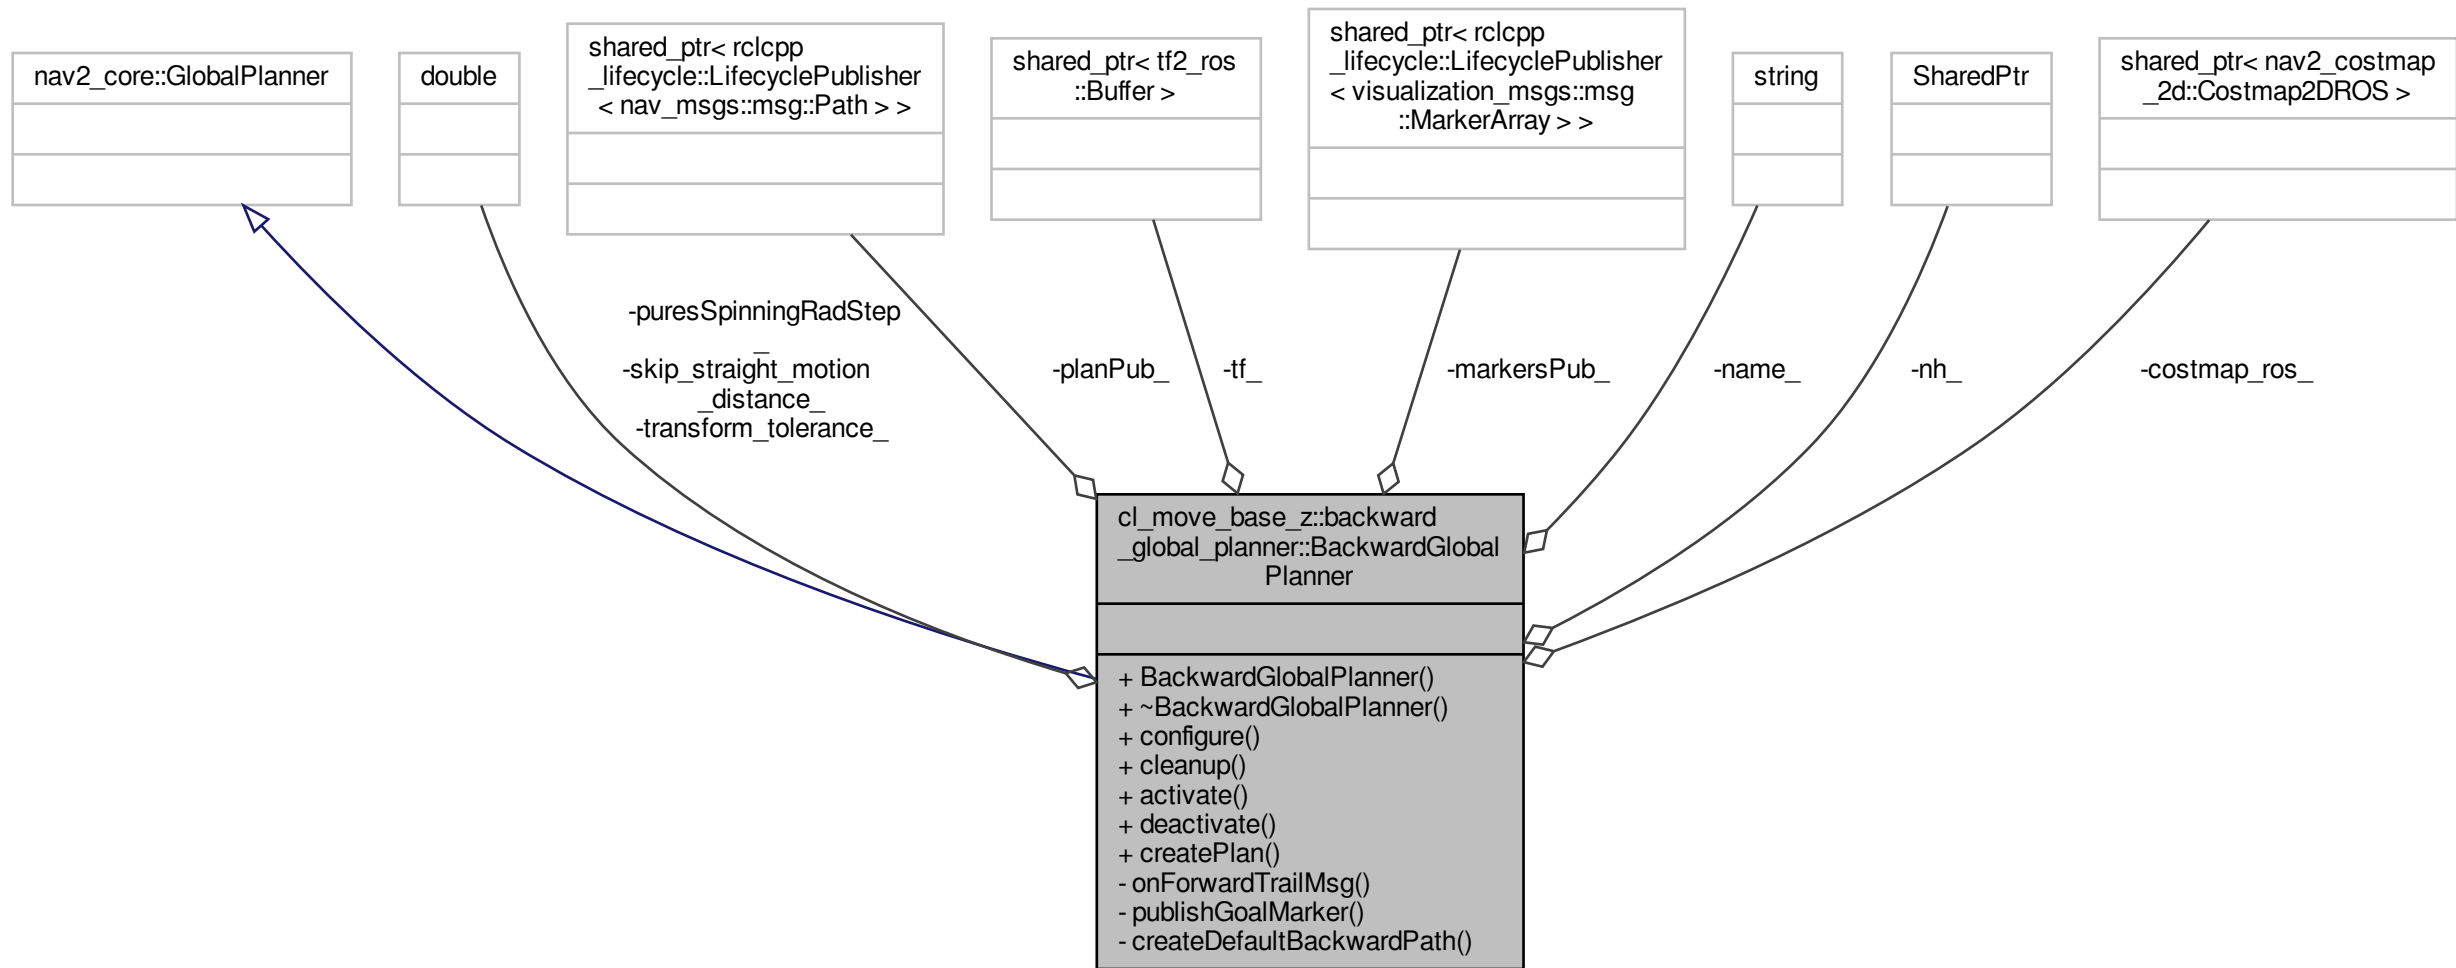 nav2_core::GlobalPlanner
double
shared_ptr< rclcpp
_lifecycle::LifecyclePublisher
< nav_msgs::msg::Path > >
shared_ptr< tf2_ros
::Buffer >
shared_ptr< rclcpp
_lifecycle::LifecyclePublisher
< visualization_msgs::msg
::MarkerArray > >
string
SharedPtr
shared_ptr< nav2_costmap
_2d::Costmap2DROS >
-puresSpinningRadStep
_
-skip_straight_motion
_distance_
-transform_tolerance_
-planPub_
-tf_
-markersPub_
-name_
-nh_
-costmap_ros_
cl_move_base_z::backward
_global_planner::BackwardGlobal
Planner
+ BackwardGlobalPlanner()
+ ~BackwardGlobalPlanner()
+ configure()
+ cleanup()
+ activate()
+ deactivate()
+ createPlan()
- onForwardTrailMsg()
- publishGoalMarker()
- createDefaultBackwardPath()